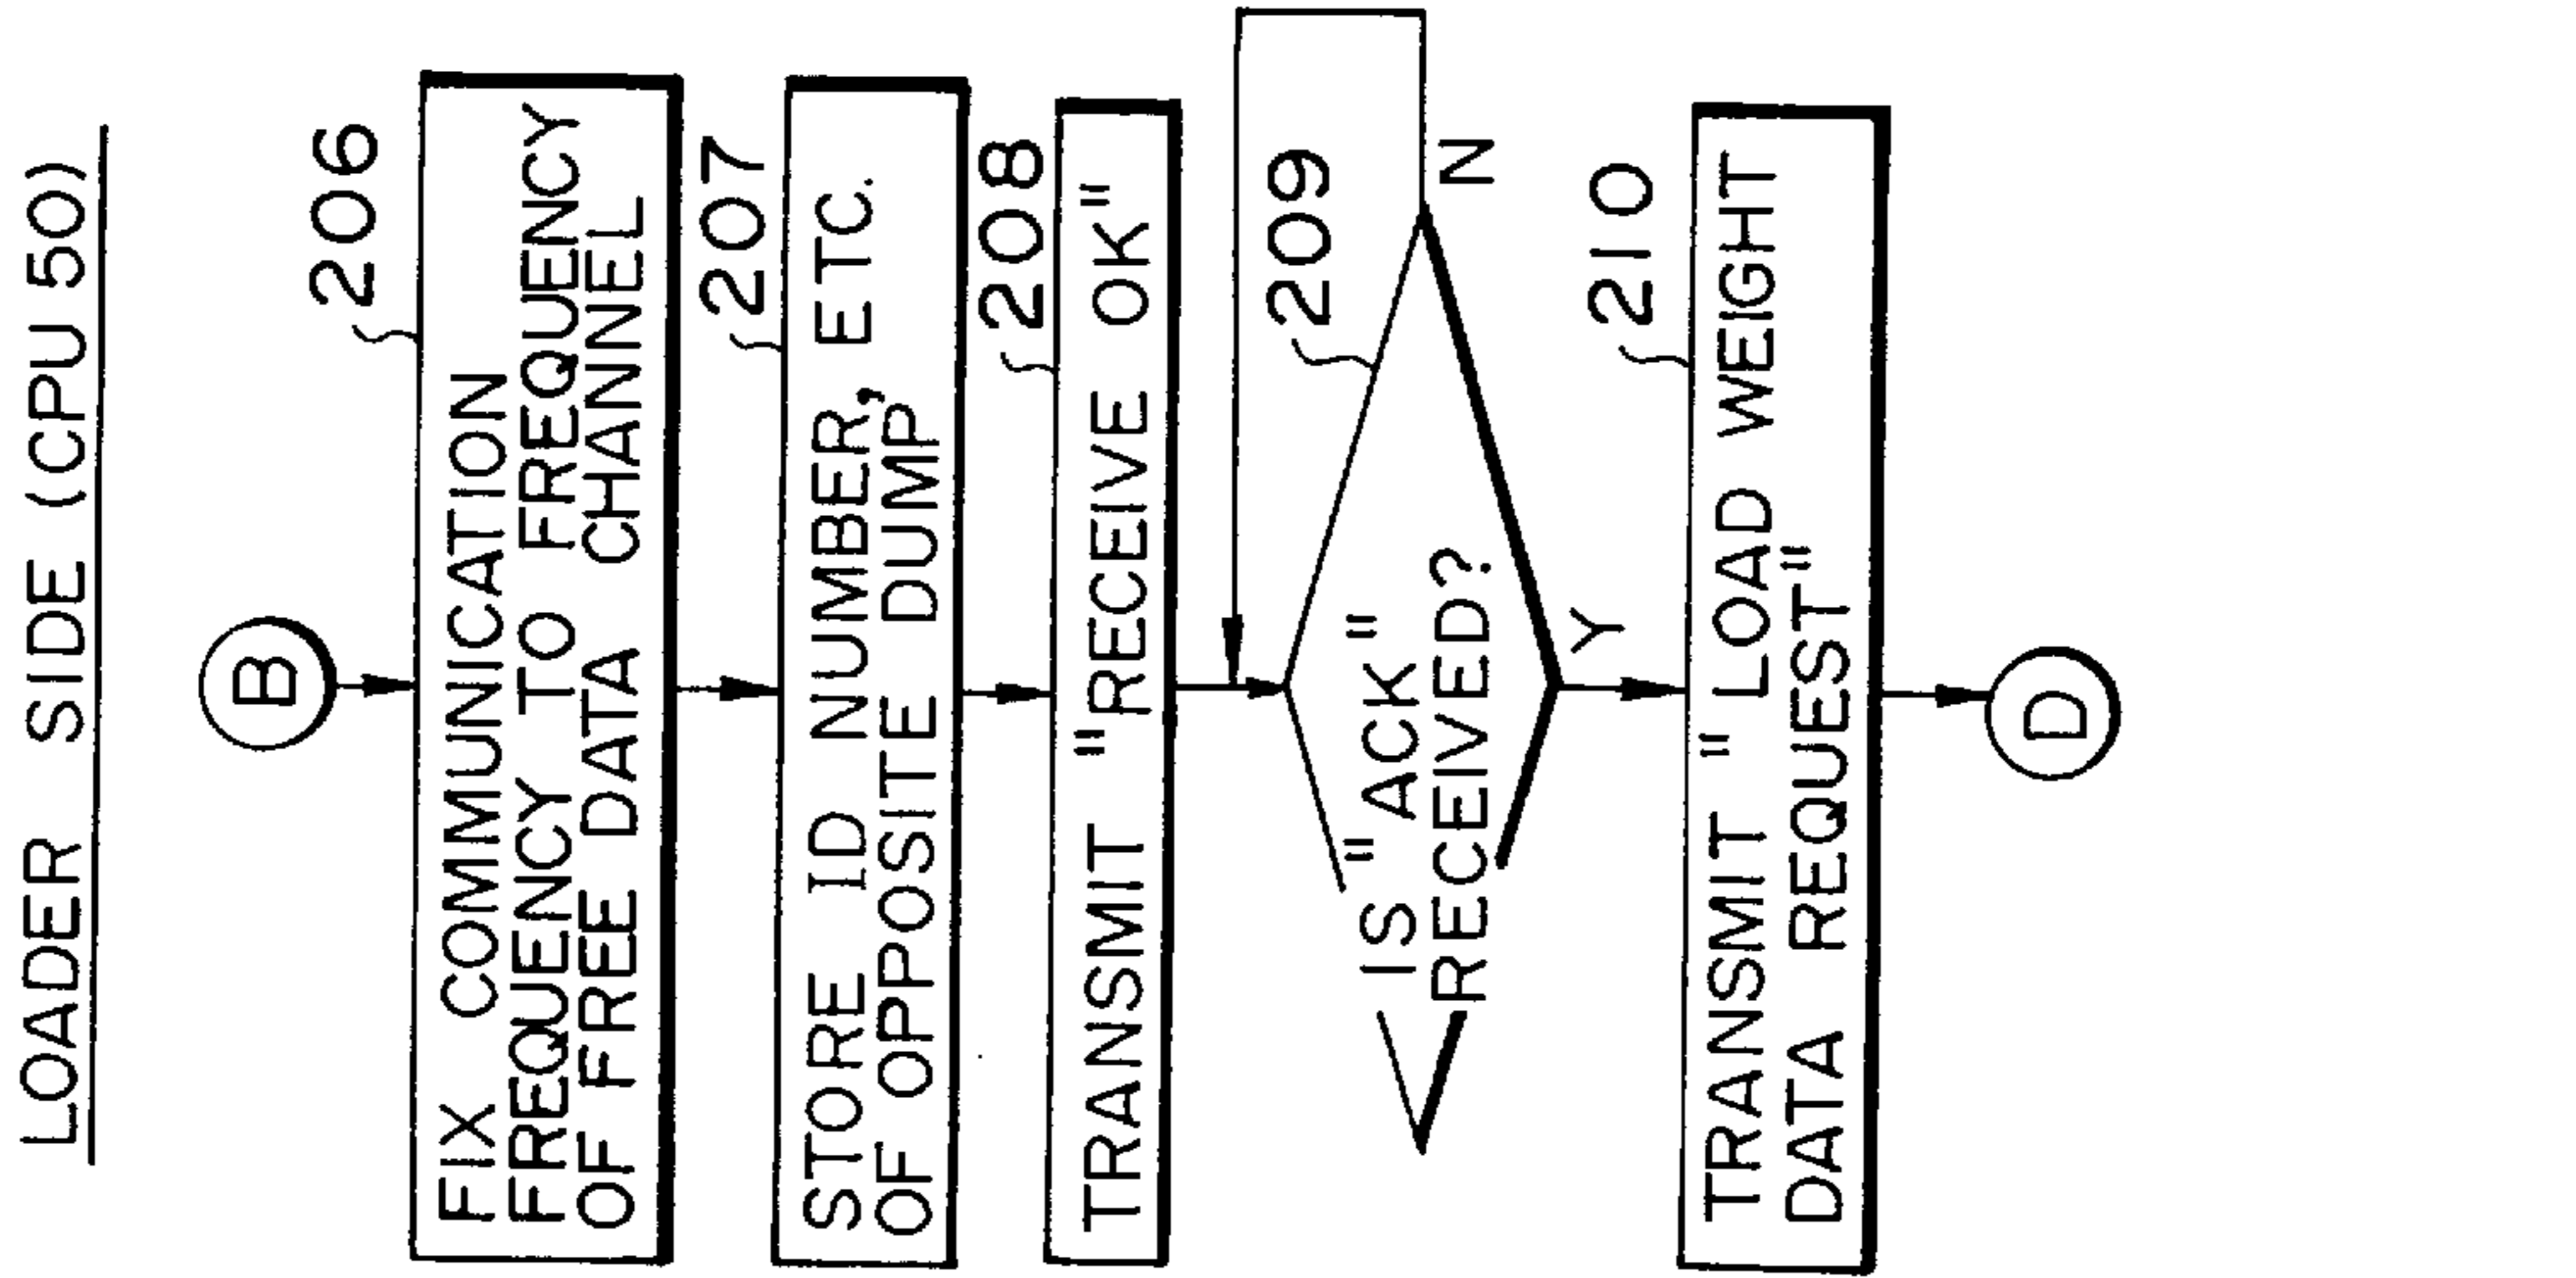 LOADER SIDE (CPU 50)
B
206
FIX COMMUNICATION
FREQUENCY TO FREQUENCY
OF FREE DATA CHANNEL
207
STORE ID NUMBER, ETC.
OF OPPOSITE DUMP
208
TRANSMIT "RECEIVE OK"
209
IS "ACK"
RECEIVED?
N
Y
210
TRANSMIT "LOAD WEIGHT
DATA REQUEST"
D